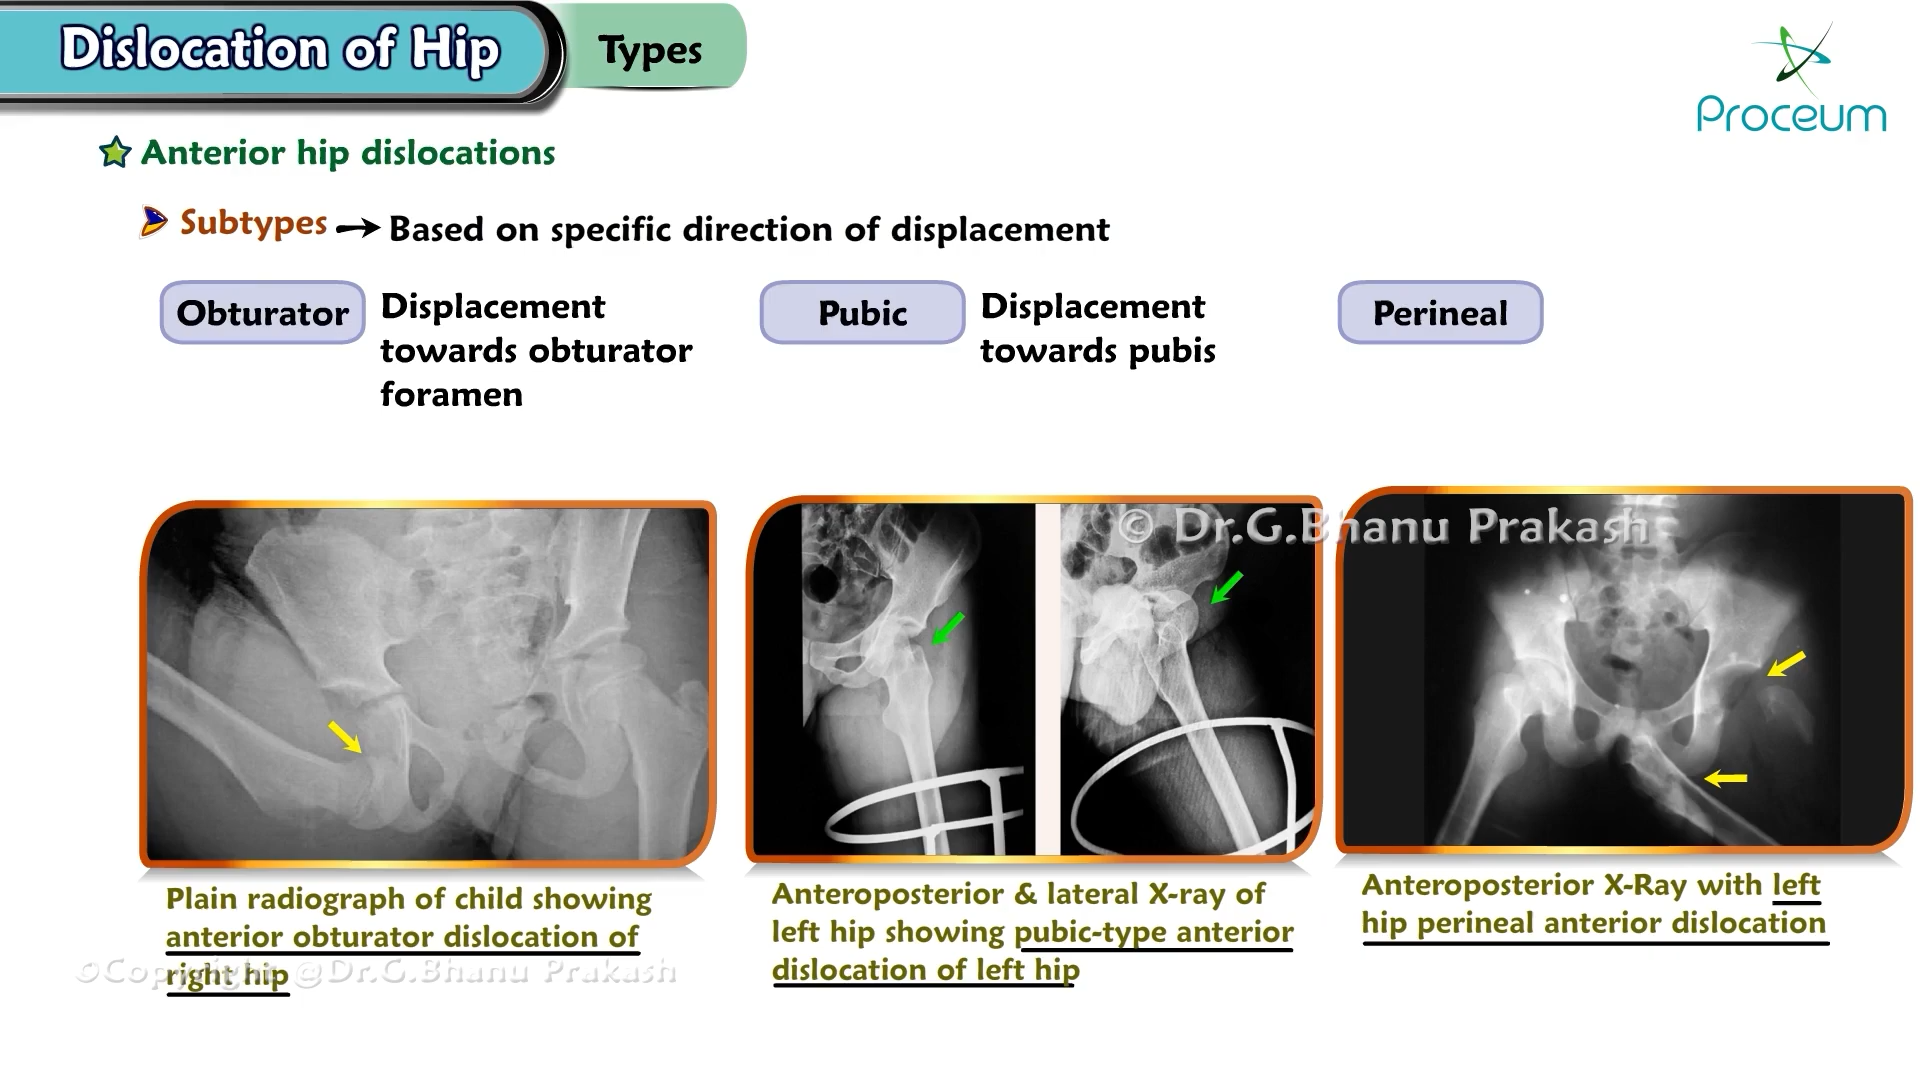 Dislocation of Hip
Types
Proceum
Anterior hip dislocations
Subtypes → Based on specific direction of displacement
Obturator
Displacement
towards obturator
foramen
Pubic
Displacement
towards pubis
Perineal
© Dr.G.Bhanu Prakash
Plain radiograph of child showing
anterior obturator dislocation of
right hip
©Copyright @Dr.G.Bhanu Prakash
Anteroposterior & lateral X-ray of
left hip showing pubic-type anterior
dislocation of left hip
Anteroposterior X-Ray with left
hip perineal anterior dislocation